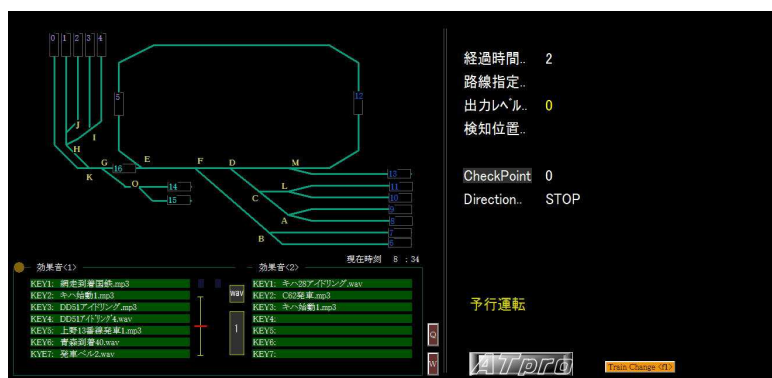 0 1 2 3 4
5
12
J
I
H
G
16
E
F
D
M
K
O
14
15
13
L
11
10
C
9
A
8
7
B
6
現在時刻 8 : 34
効果音<1>
KEY1: 網走到着国鉄.mp3
KEY2: キハ始動1.mp3
KEY3: DD51アイドリング.mp3
KEY4: DD51アイドリング4.wav
KEY5: 上野13番線発車1.mp3
KEY6: 青森到着40.wav
KYE7: 発車ベル2.wav
wav
1
効果音<2>
KEY1: キハ28アイドリング.wav
KEY2: C62発車.mp3
KEY3: キハ始動1.mp3
KEY4:
KEY5:
KEY6:
KEY7:
Q
W
経過時間.. 2
路線指定..
出力レベル.. 0
検知位置..
CheckPoint 0
Direction.. STOP
予行運転
ATpro
Train Change <f1>